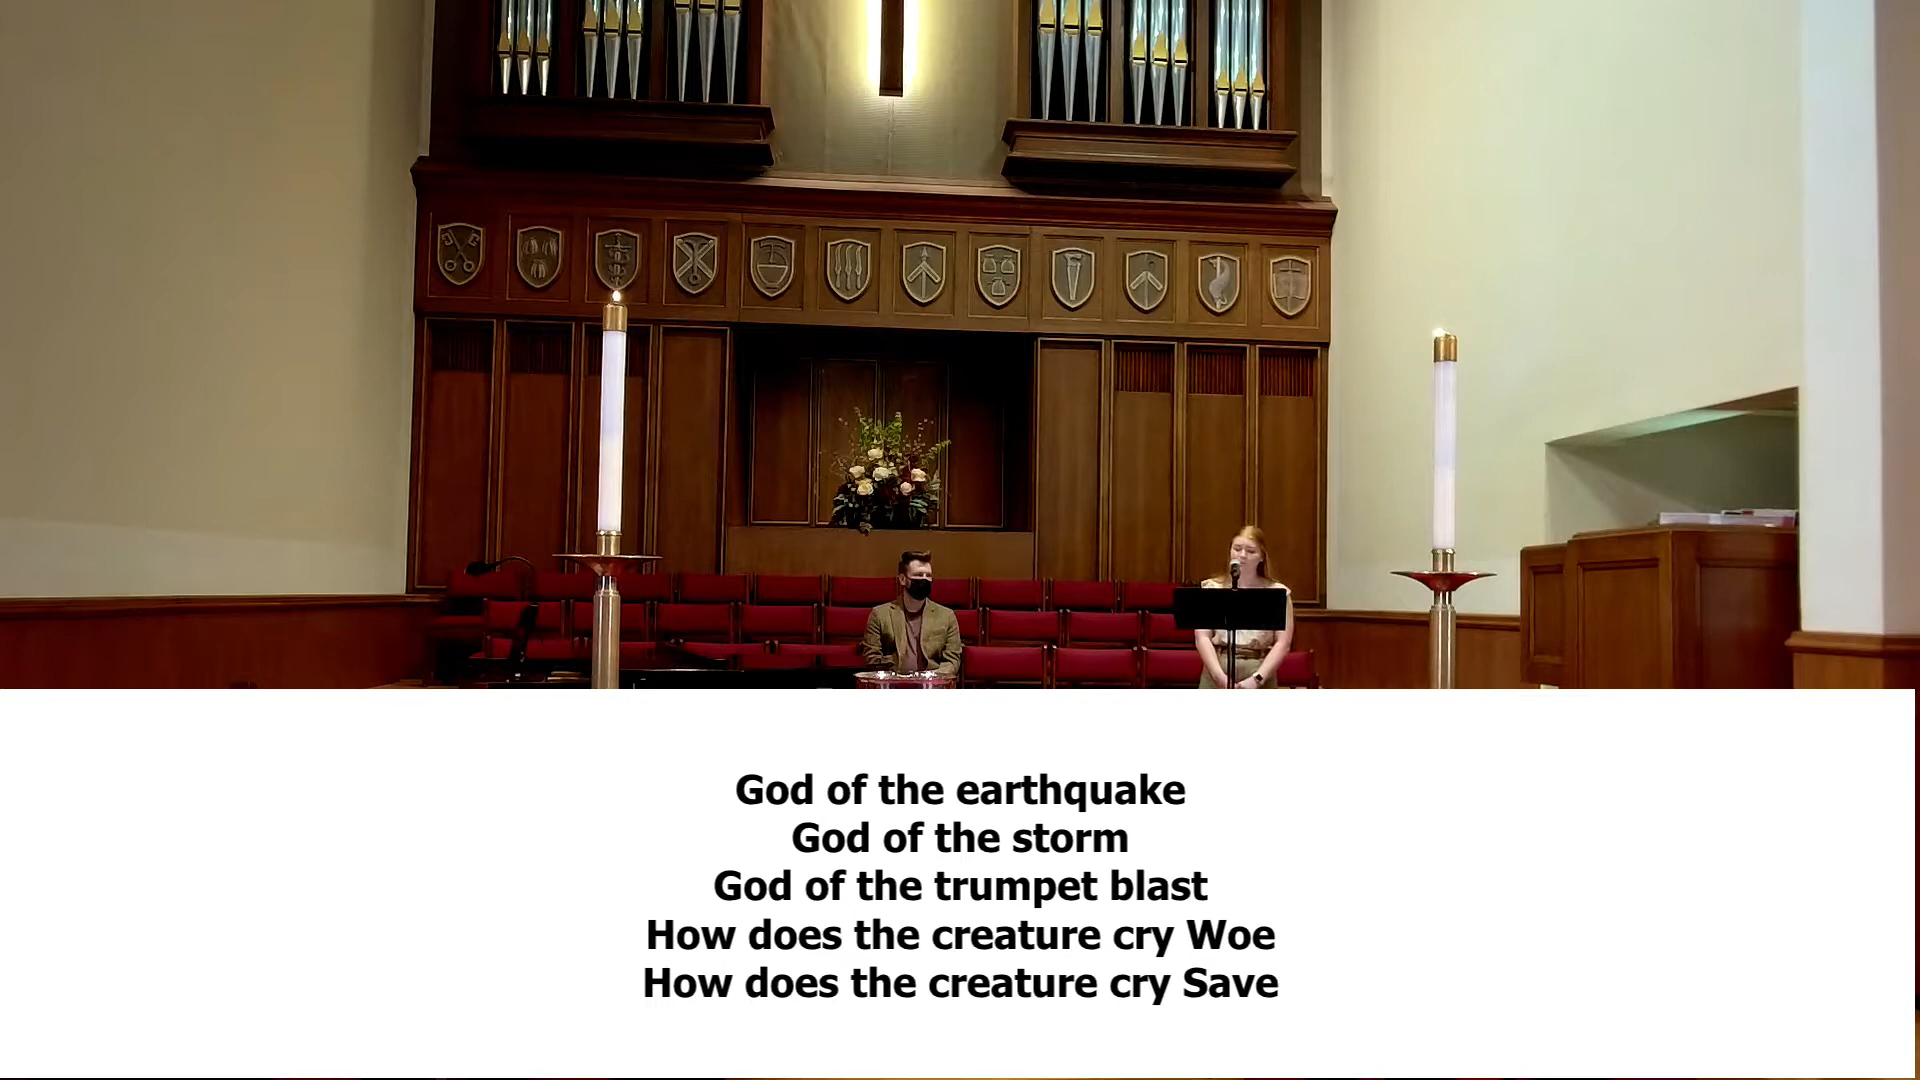 God of the earthquake
God of the storm
God of the trumpet blast
How does the creature cry Woe
How does the creature cry Save